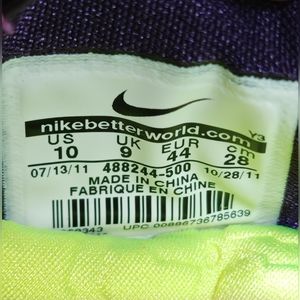 nikebetterworld.com
Y3
US UK EUR cm
10 9 44 28
07/13/11 488244-500 10/28/11
MADE IN CHINA
FABRIQUE EN CHINE
UPC 00886736785639